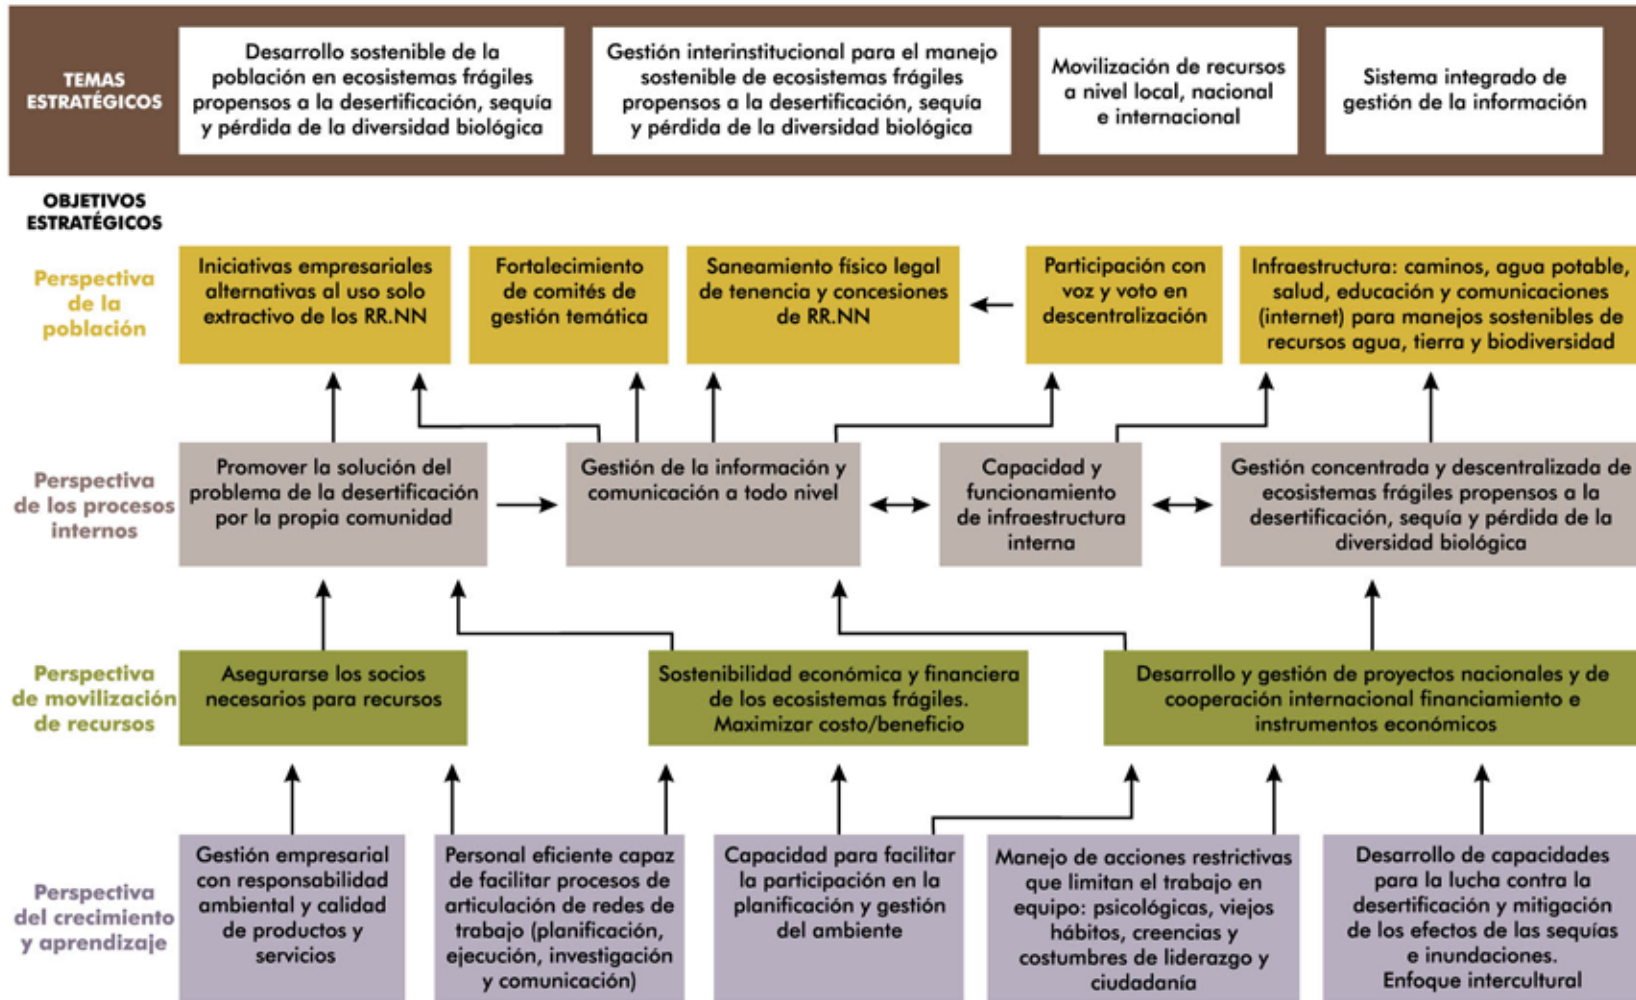 TEMAS
ESTRATÉGICOS
Desarrollo sostenible de la
población en ecosistemas frágiles
propensos a la desertificación, sequía
y pérdida de la diversidad biológica
Gestión interinstitucional para el manejo
sostenible de ecosistemas frágiles
propensos a la desertificación, sequía
y pérdida de la diversidad biológica
Movilización de recursos
a nivel local, nacional
e internacional
Sistema integrado de
gestión de la información
OBJETIVOS
ESTRATÉGICOS
Perspectiva
de la
población
Iniciativas empresariales
alternativas al uso solo
extractivo de los RR.NN
Fortalecimiento
de comités de
gestión temática
Saneamiento físico legal
de tenencia y concesiones
de RR.NN
Participación con
voz y voto en
descentralización
Infraestructura: caminos, agua potable,
salud, educación y comunicaciones
(internet) para manejos sostenibles de
recursos agua, tierra y biodiversidad
Perspectiva
de los procesos
internos
Promover la solución del
problema de la desertificación
por la propia comunidad
Gestión de la información y
comunicación a todo nivel
Capacidad y
funcionamiento
de infraestructura
interna
Gestión concentrada y descentralizada de
ecosistemas frágiles propensos a la
desertificación, sequía y pérdida de la
diversidad biológica
Perspectiva
de movilización
de recursos
Asegurarse los socios
necesarios para recursos
Sostenibilidad económica y financiera
de los ecosistemas frágiles.
Maximizar costo/beneficio
Desarrollo y gestión de proyectos nacionales y de
cooperación internacional financiamiento e
instrumentos económicos
Perspectiva
del crecimiento
y aprendizaje
Gestión empresarial
con responsabilidad
ambiental y calidad
de productos y
servicios
Personal eficiente capaz
de facilitar procesos de
articulación de redes de
trabajo (planificación,
ejecución, investigación
y comunicación)
Capacidad para facilitar
la participación en la
planificación y gestión
del ambiente
Manejo de acciones restrictivas
que limitan el trabajo en
equipo: psicológicas, viejos
hábitos, creencias y
costumbres de liderazgo y
ciudadanía
Desarrollo de capacidades
para la lucha contra la
desertificación y mitigación
de los efectos de las sequías
e inundaciones.
Enfoque intercultural